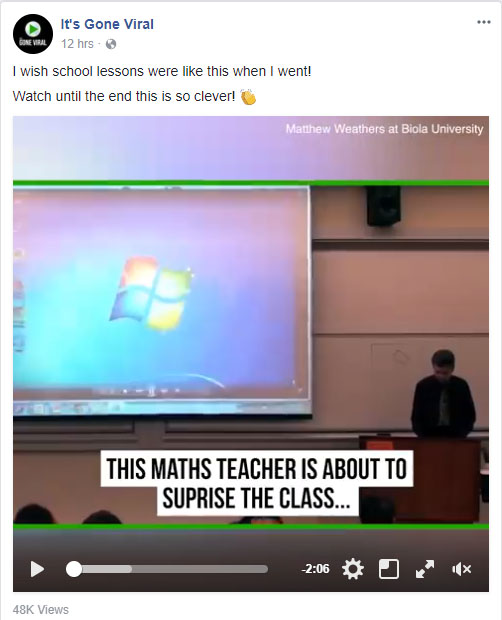 It's Gone Viral
12 hrs ·
I wish school lessons were like this when I went!
Watch until the end this is so clever!
Matthew Weathers at Biola University
THIS MATHS TEACHER IS ABOUT TO
SUPRISE THE CLASS...
-2:06
48K Views